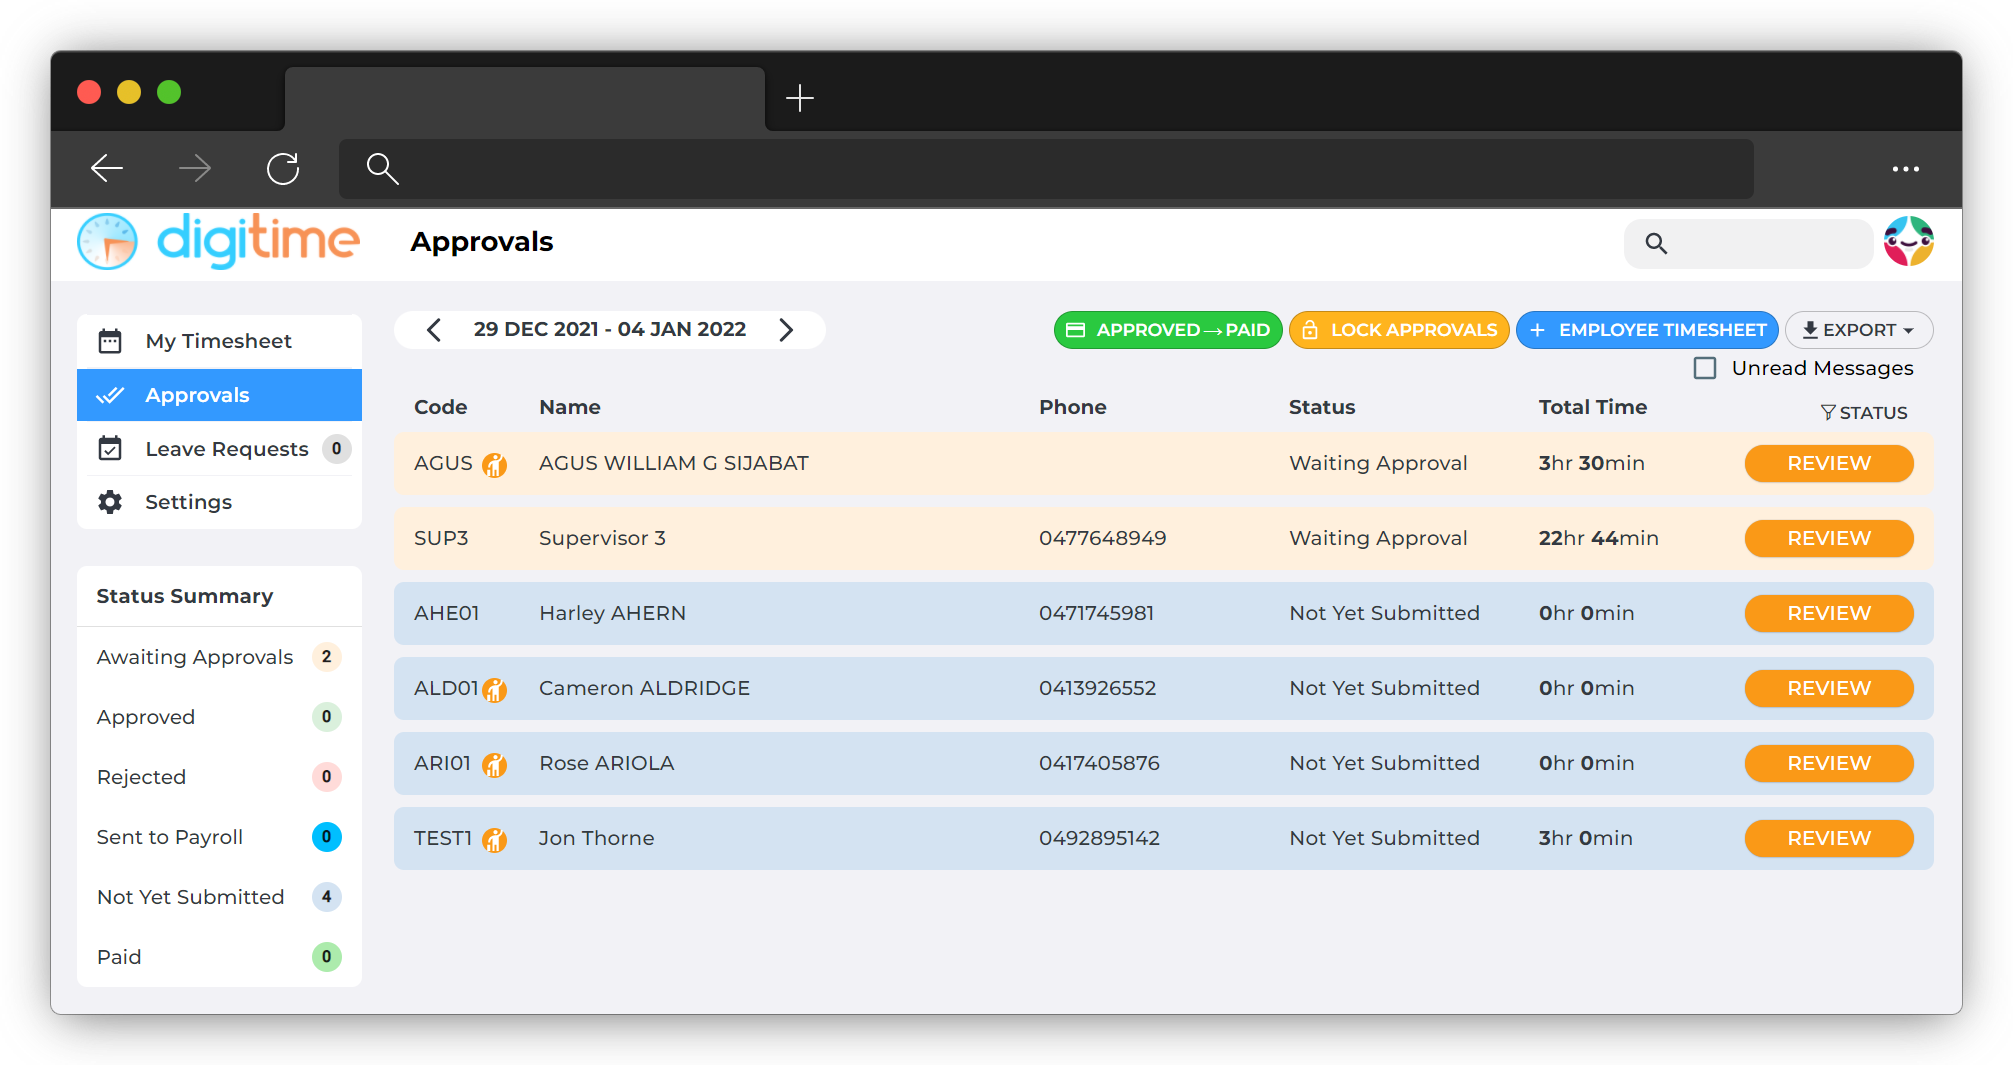 digitime
Approvals
My Timesheet
Approvals
Leave Requests 0
Settings
Status Summary
Awaiting Approvals 2
Approved 0
Rejected 0
Sent to Payroll 0
Not Yet Submitted 4
Paid 0
29 DEC 2021 - 04 JAN 2022
APPROVED→PAID
LOCK APPROVALS
+ EMPLOYEE TIMESHEET
EXPORT
Unread Messages
Code Name Phone Status Total Time STATUS
AGUS AGUS WILLIAM G SIJABAT Waiting Approval 3hr 30min REVIEW
SUP3 Supervisor 3 0477648949 Waiting Approval 22hr 44min REVIEW
AHE01 Harley AHERN 0471745981 Not Yet Submitted 0hr 0min REVIEW
ALD01 Cameron ALDRIDGE 0413926552 Not Yet Submitted 0hr 0min REVIEW
ARI01 Rose ARIOLA 0417405876 Not Yet Submitted 0hr 0min REVIEW
TEST1 Jon Thorne 0492895142 Not Yet Submitted 3hr 0min REVIEW